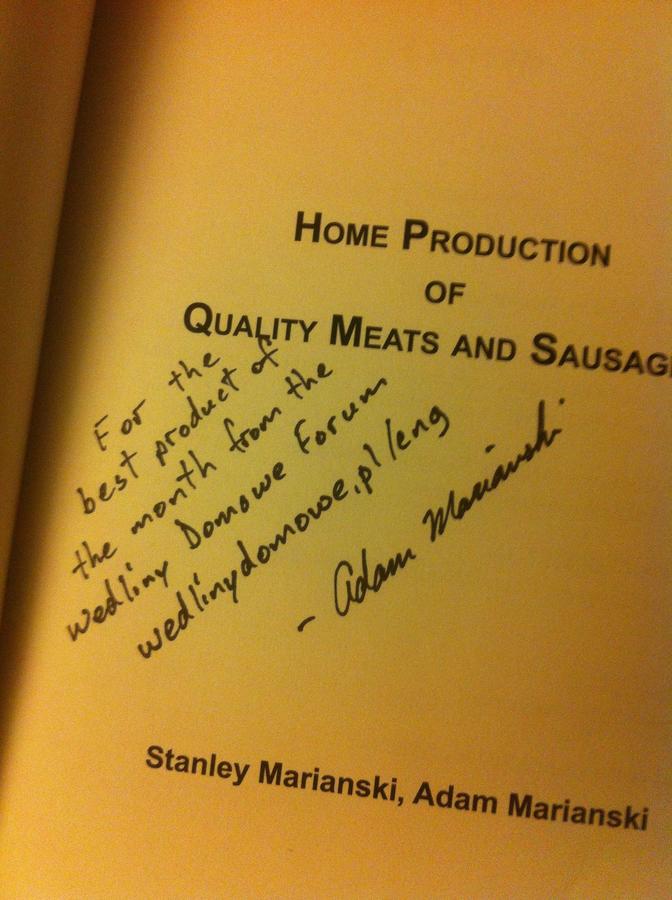 HOME PRODUCTION
OF
QUALITY MEATS AND SAUSAG
For the
best product of
the month from the
wedliny Domowe Forum
wedlinydomowe.pl/eng
- Adam Marianski
Stanley Marianski, Adam Marianski